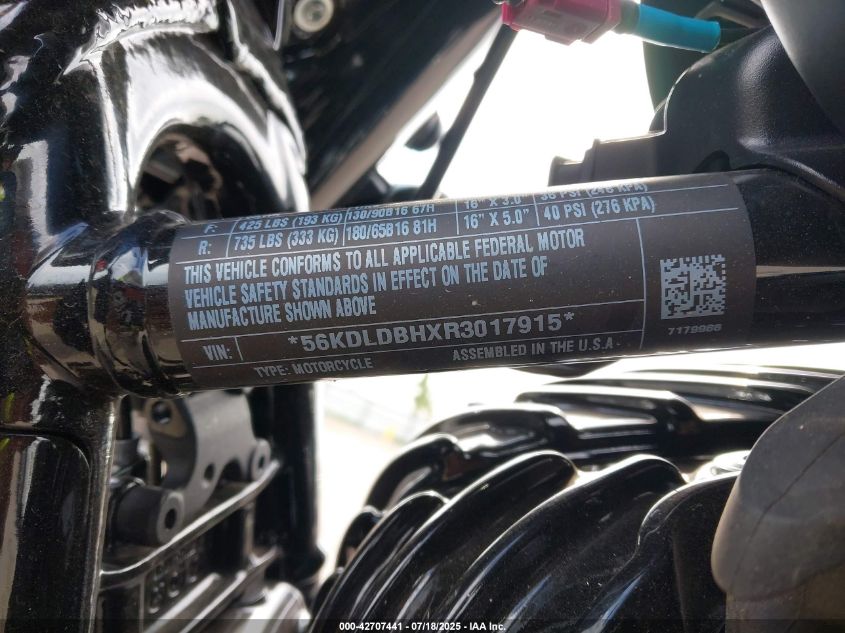 F: 425 LBS (193 KG) 130/90B16 67H 16" X 3.0" 36 PSI (248 KPA)
R: 735 LBS (333 KG) 180/65B16 81H 16" X 5.0" 40 PSI (276 KPA)
THIS VEHICLE CONFORMS TO ALL APPLICABLE FEDERAL MOTOR
VEHICLE SAFETY STANDARDS IN EFFECT ON THE DATE OF
MANUFACTURE SHOWN ABOVE
VIN: *56KDLDBHXR3017915*
TYPE: MOTORCYCLE ASSEMBLED IN THE U.S.A
7179966
000-42707441 - 07/18/2025 - IAA Inc.